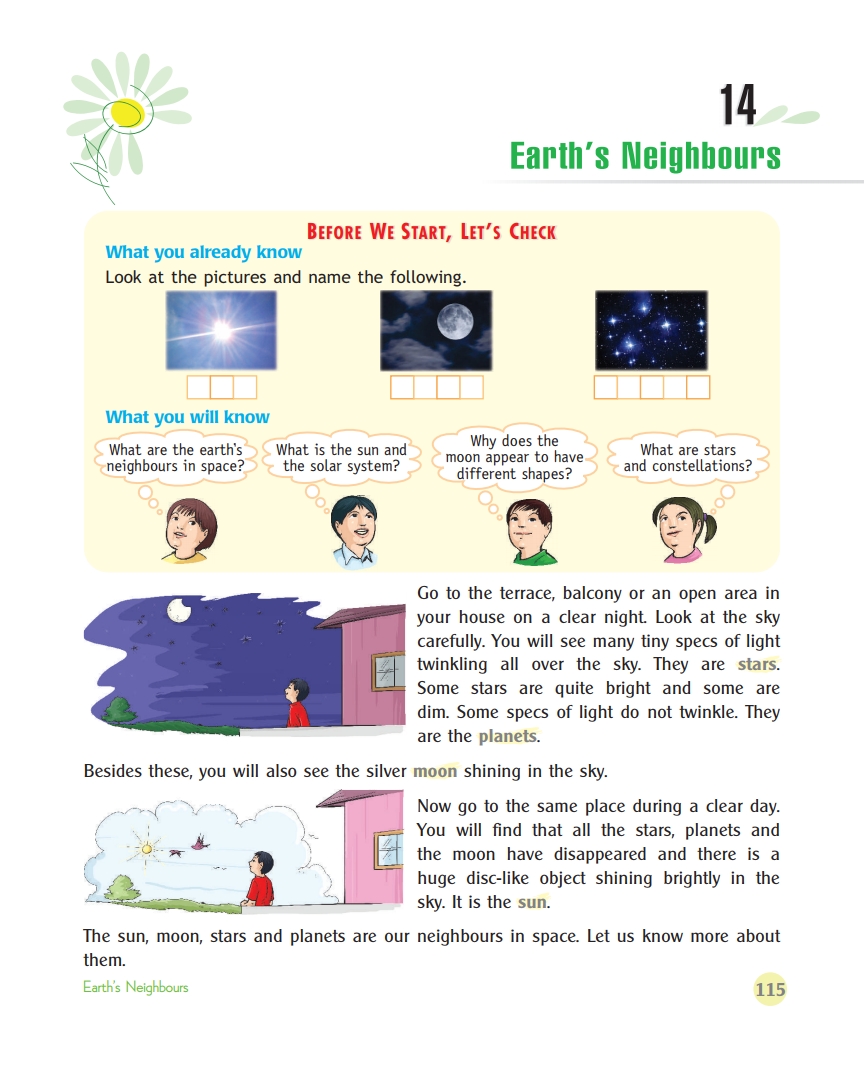 14
Earth's Neighbours
BEFORE WE START, LET'S CHECK
What you already know
Look at the pictures and name the following.
What you will know
What are the earth's
neighbours in space?
What is the sun and
the solar system?
Why does the
moon appear to have
different shapes?
What are stars
and constellations?
Go to the terrace, balcony or an open area in
your house on a clear night. Look at the sky
carefully. You will see many tiny specs of light
twinkling all over the sky. They are stars.
Some stars are quite bright and some are
dim. Some specs of light do not twinkle. They
are the planets.
Besides these, you will also see the silver moon shining in the sky.
Now go to the same place during a clear day.
You will find that all the stars, planets and
the moon have disappeared and there is a
huge disc-like object shining brightly in the
sky. It is the sun.
The sun, moon, stars and planets are our neighbours in space. Let us know more about
them.
Earth's Neighbours
115